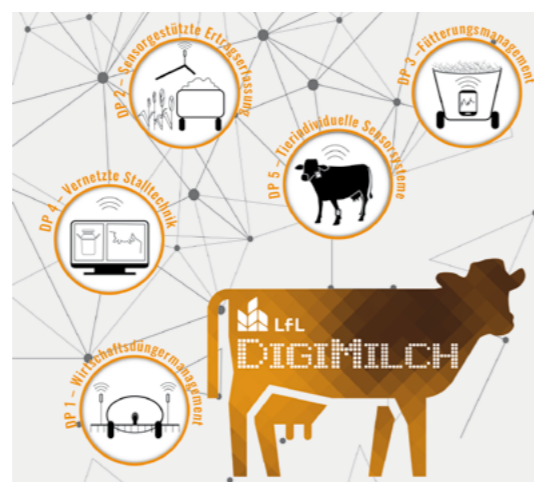 DP 2 – Sensorgestützte Ertragserfassung
DP 3 –Fütterungsmanagement
DP 5 – Tierindividuelle Sensorsysteme
DP 4 – Vernetzte Stalltechnik
LfL
DIGIMILCH
DP 1 – Wirtschaftsdüngermanagement